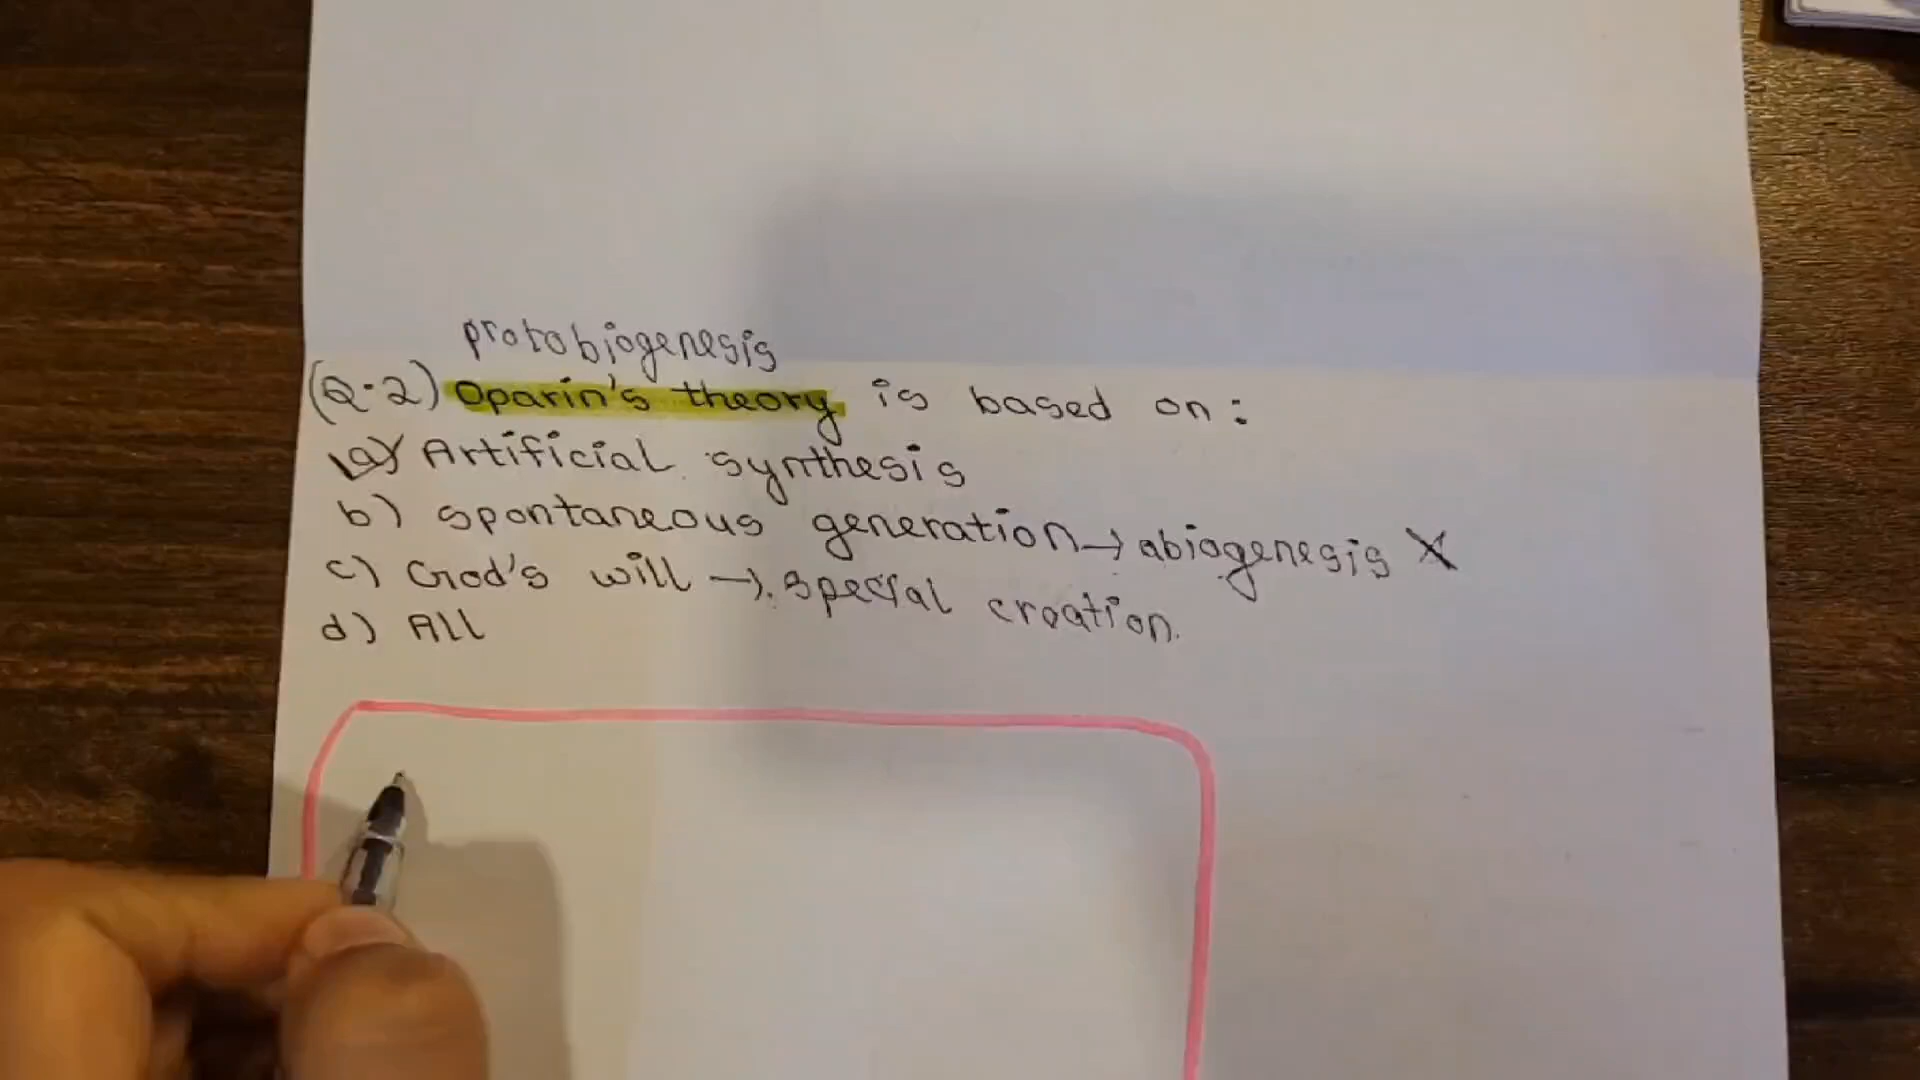 protobiogenesis
(Q.2) Oparin's theory is based on:
a) Artificial synthesis
b) spontaneous generation → abiogenesis X
c) God's will → special creation.
d) All